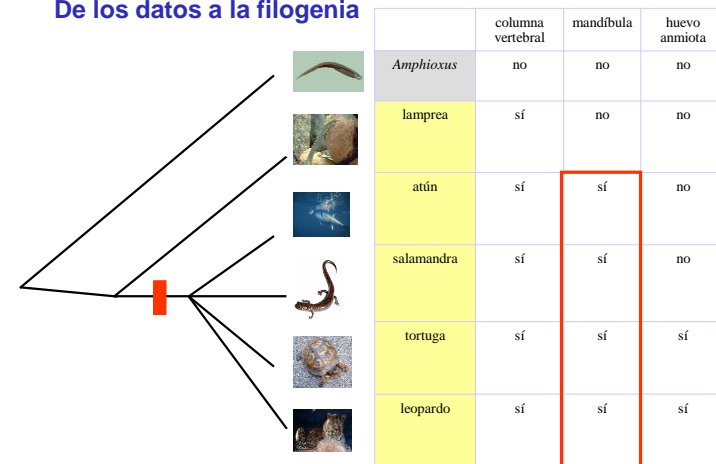 De los datos a la filogenia
columna
vertebral
mandíbula
huevo
anmiota
Amphioxus
no
no
no
lamprea
sí
no
no
atún
sí
sí
no
salamandra
sí
sí
no
tortuga
sí
sí
sí
leopardo
sí
sí
sí